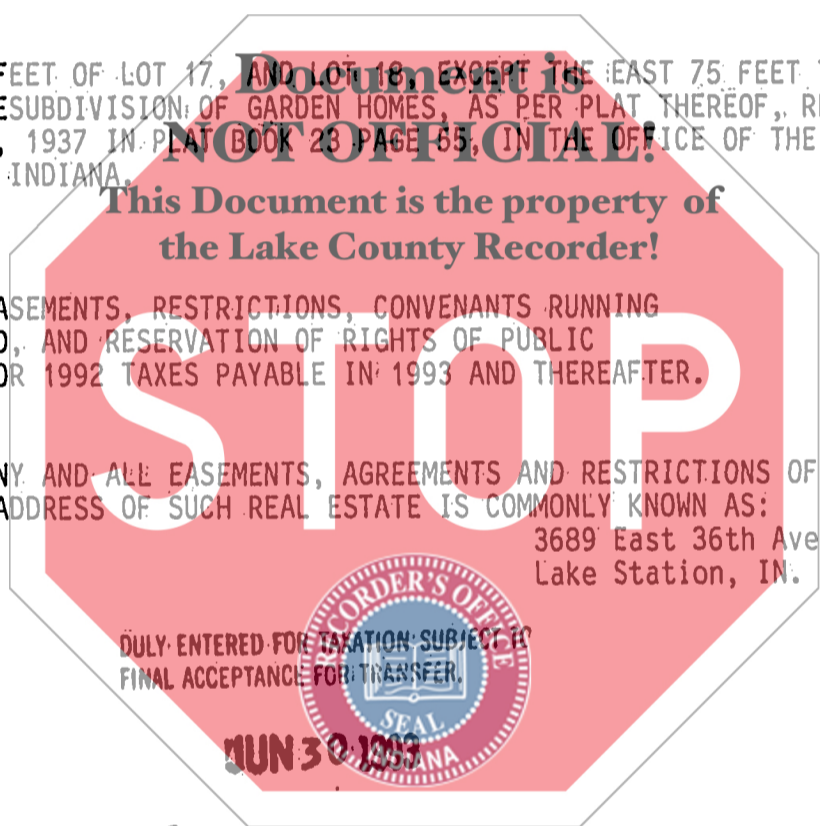 FEET OF LOT 17, AND LOT 18, EXCEPT THE EAST 75 FEET
Document is
ESUBDIVISION OF GARDEN HOMES, AS PER PLAT THEREOF, R
, 1937 IN PLAT BOOK 23 PAGE 55, IN THE OFFICE OF THE
NOT OFFICIAL!
INDIANA.
This Document is the property of
the Lake County Recorder!
ASEMENTS, RESTRICTIONS, CONVENANTS RUNNING
D, AND RESERVATION OF RIGHTS OF PUBLIC
OR 1992 TAXES PAYABLE IN 1993 AND THEREAFTER.
STOP
NY AND ALL EASEMENTS, AGREEMENTS AND RESTRICTIONS OF
ADDRESS OF SUCH REAL ESTATE IS COMMONLY KNOWN AS:
3689 East 36th Ave
Lake Station, IN.
RECORDER'S OFFICE
DULY ENTERED FOR TAXATION SUBJECT TO
FINAL ACCEPTANCE FOR TRANSFER.
SEAL
INDIANA
JUN 30 1993